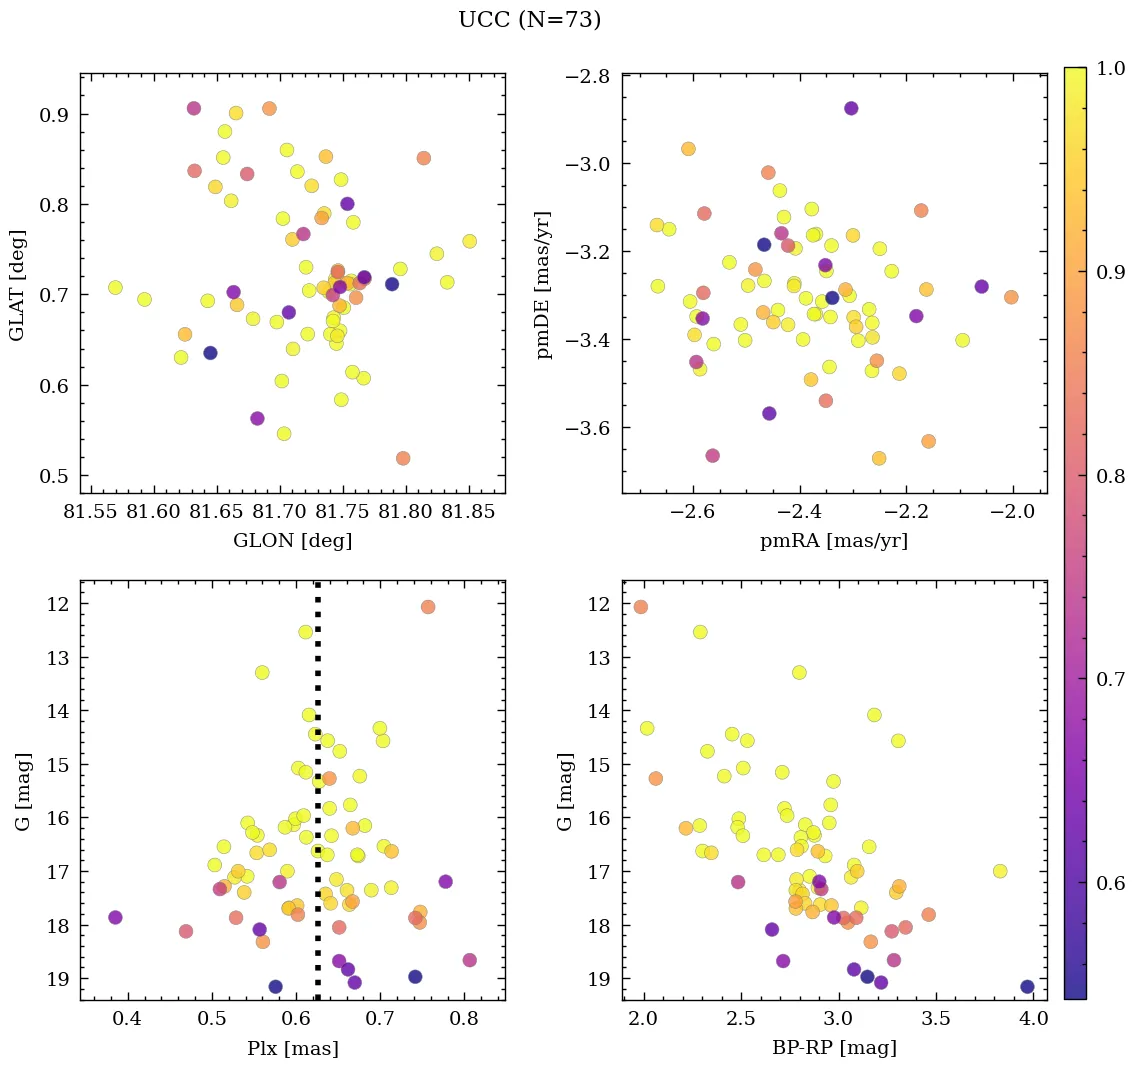 UCC (N=73)
0.9
0.8
0.7
0.6
0.5
GLAT [deg]
81.55 81.60 81.65 81.70 81.75 81.80 81.85
GLON [deg]
−2.8
−3.0
−3.2
−3.4
−3.6
pmDE [mas/yr]
−2.6 −2.4 −2.2 −2.0
pmRA [mas/yr]
12
13
14
15
16
17
18
19
G [mag]
0.4 0.5 0.6 0.7 0.8
Plx [mas]
12
13
14
15
16
17
18
19
G [mag]
2.0 2.5 3.0 3.5 4.0
BP-RP [mag]
1.0
0.9
0.8
0.7
0.6